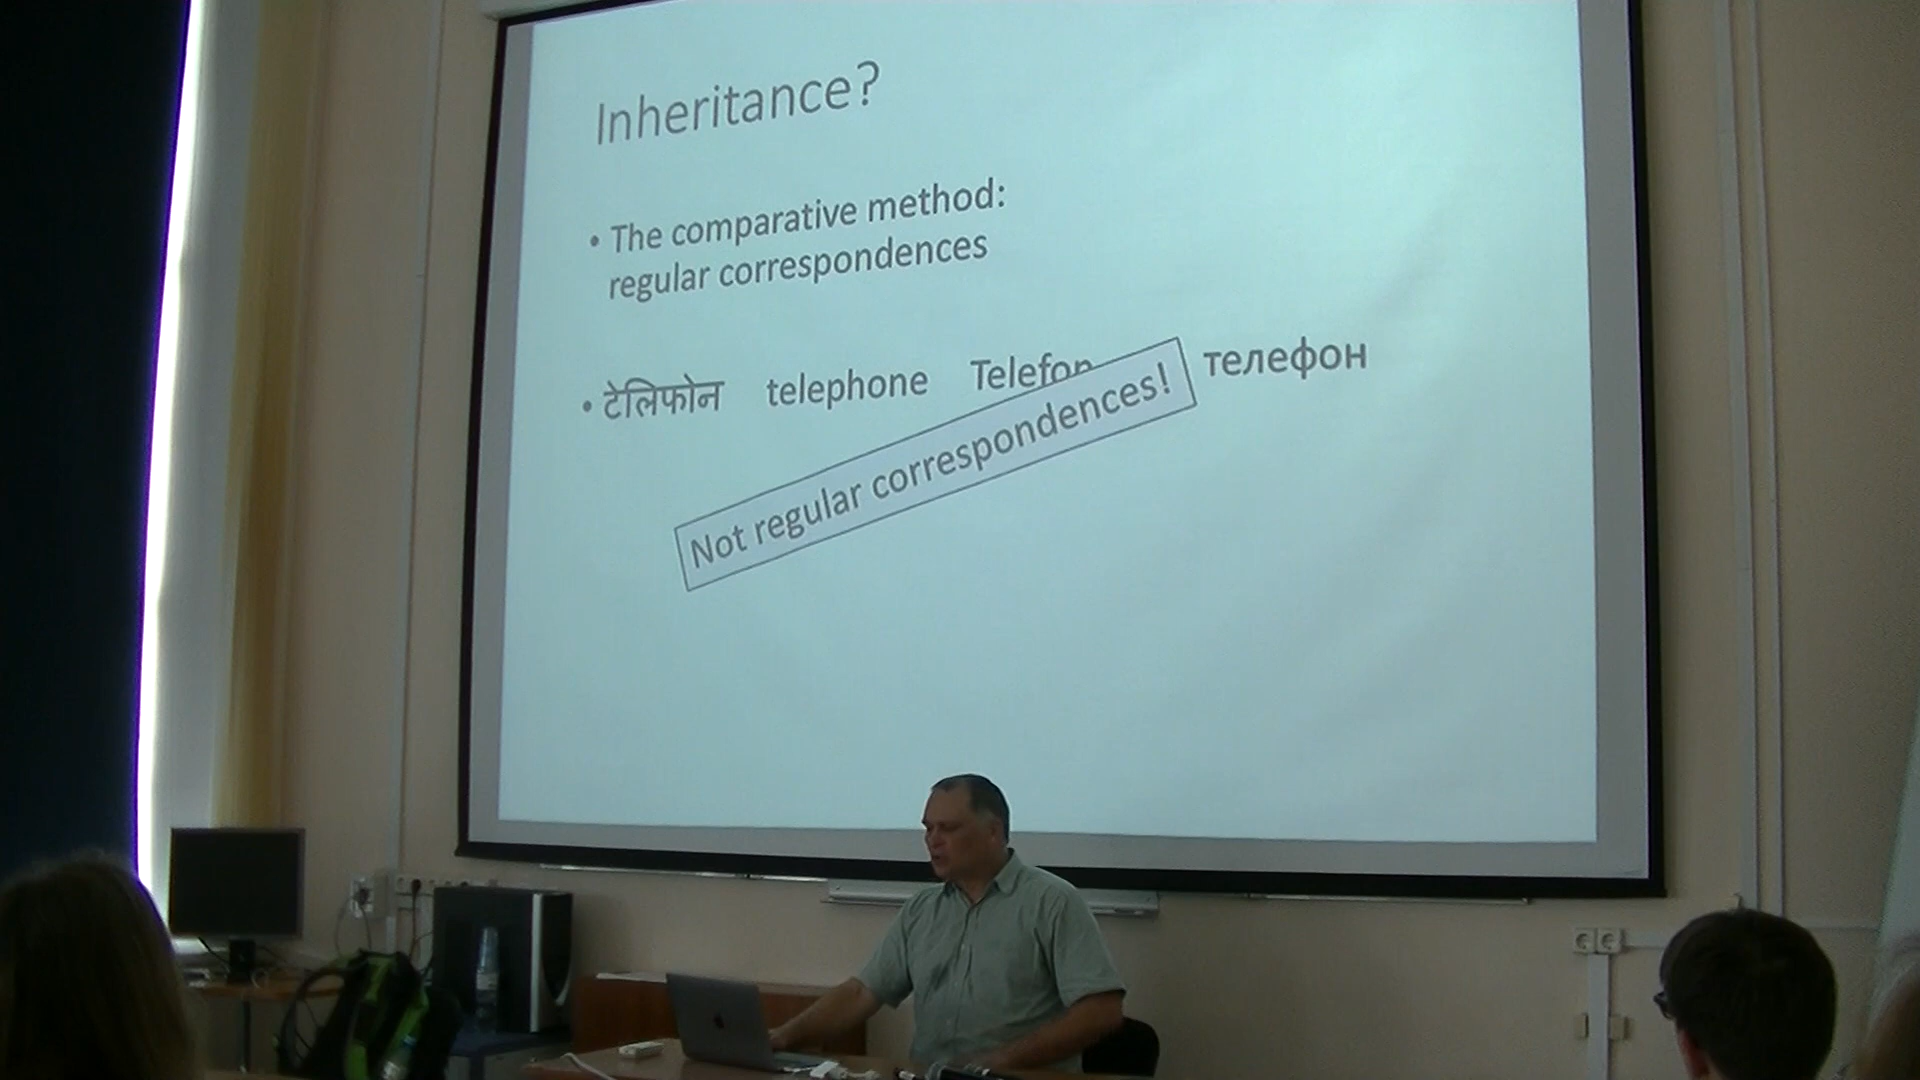 Inheritance?
• The comparative method:
regular correspondences
• टेलिफोन telephone Telefon телефон
Not regular correspondences!